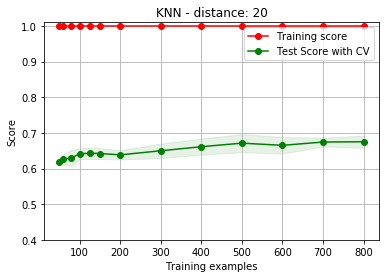 KNN - distance: 20
1.0
0.9
0.8
0.7
0.6
0.5
0.4
Score
Training score
Test Score with CV
100 200 300 400 500 600 700 800
Training examples